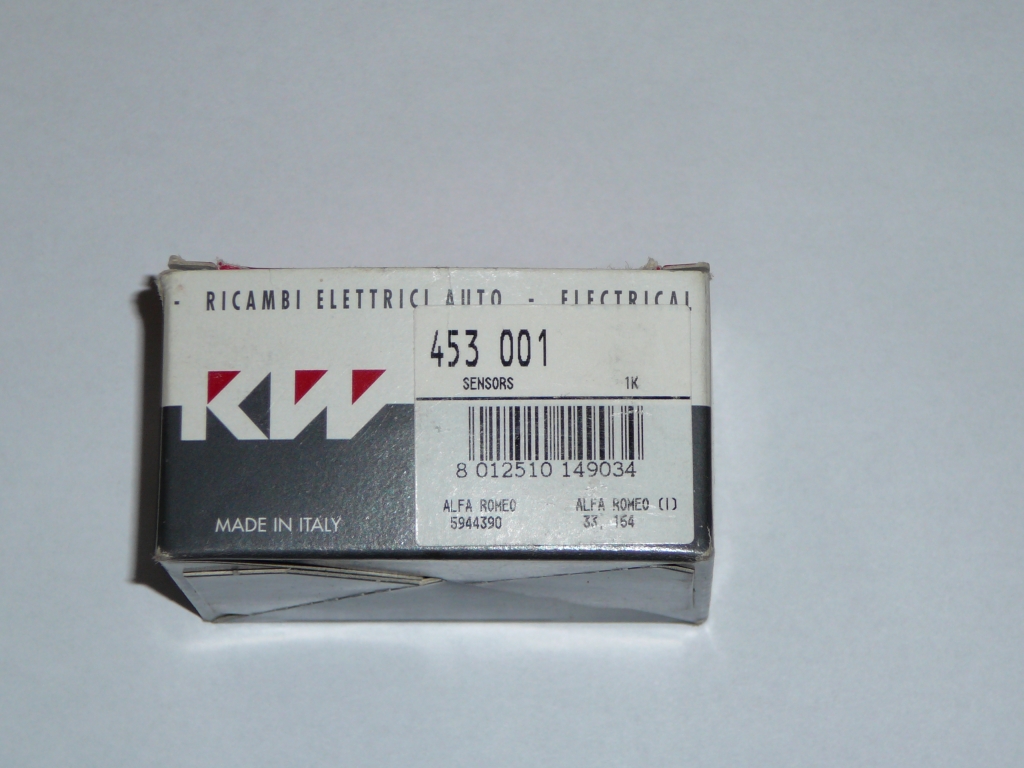 - RICAMBI ELETTRICI AUTO - ELECTRICAL
453 001
SENSORS 1K
KW
8 012510 149034
ALFA ROMEO ALFA ROMEO (I)
5944390 33, 164
MADE IN ITALY